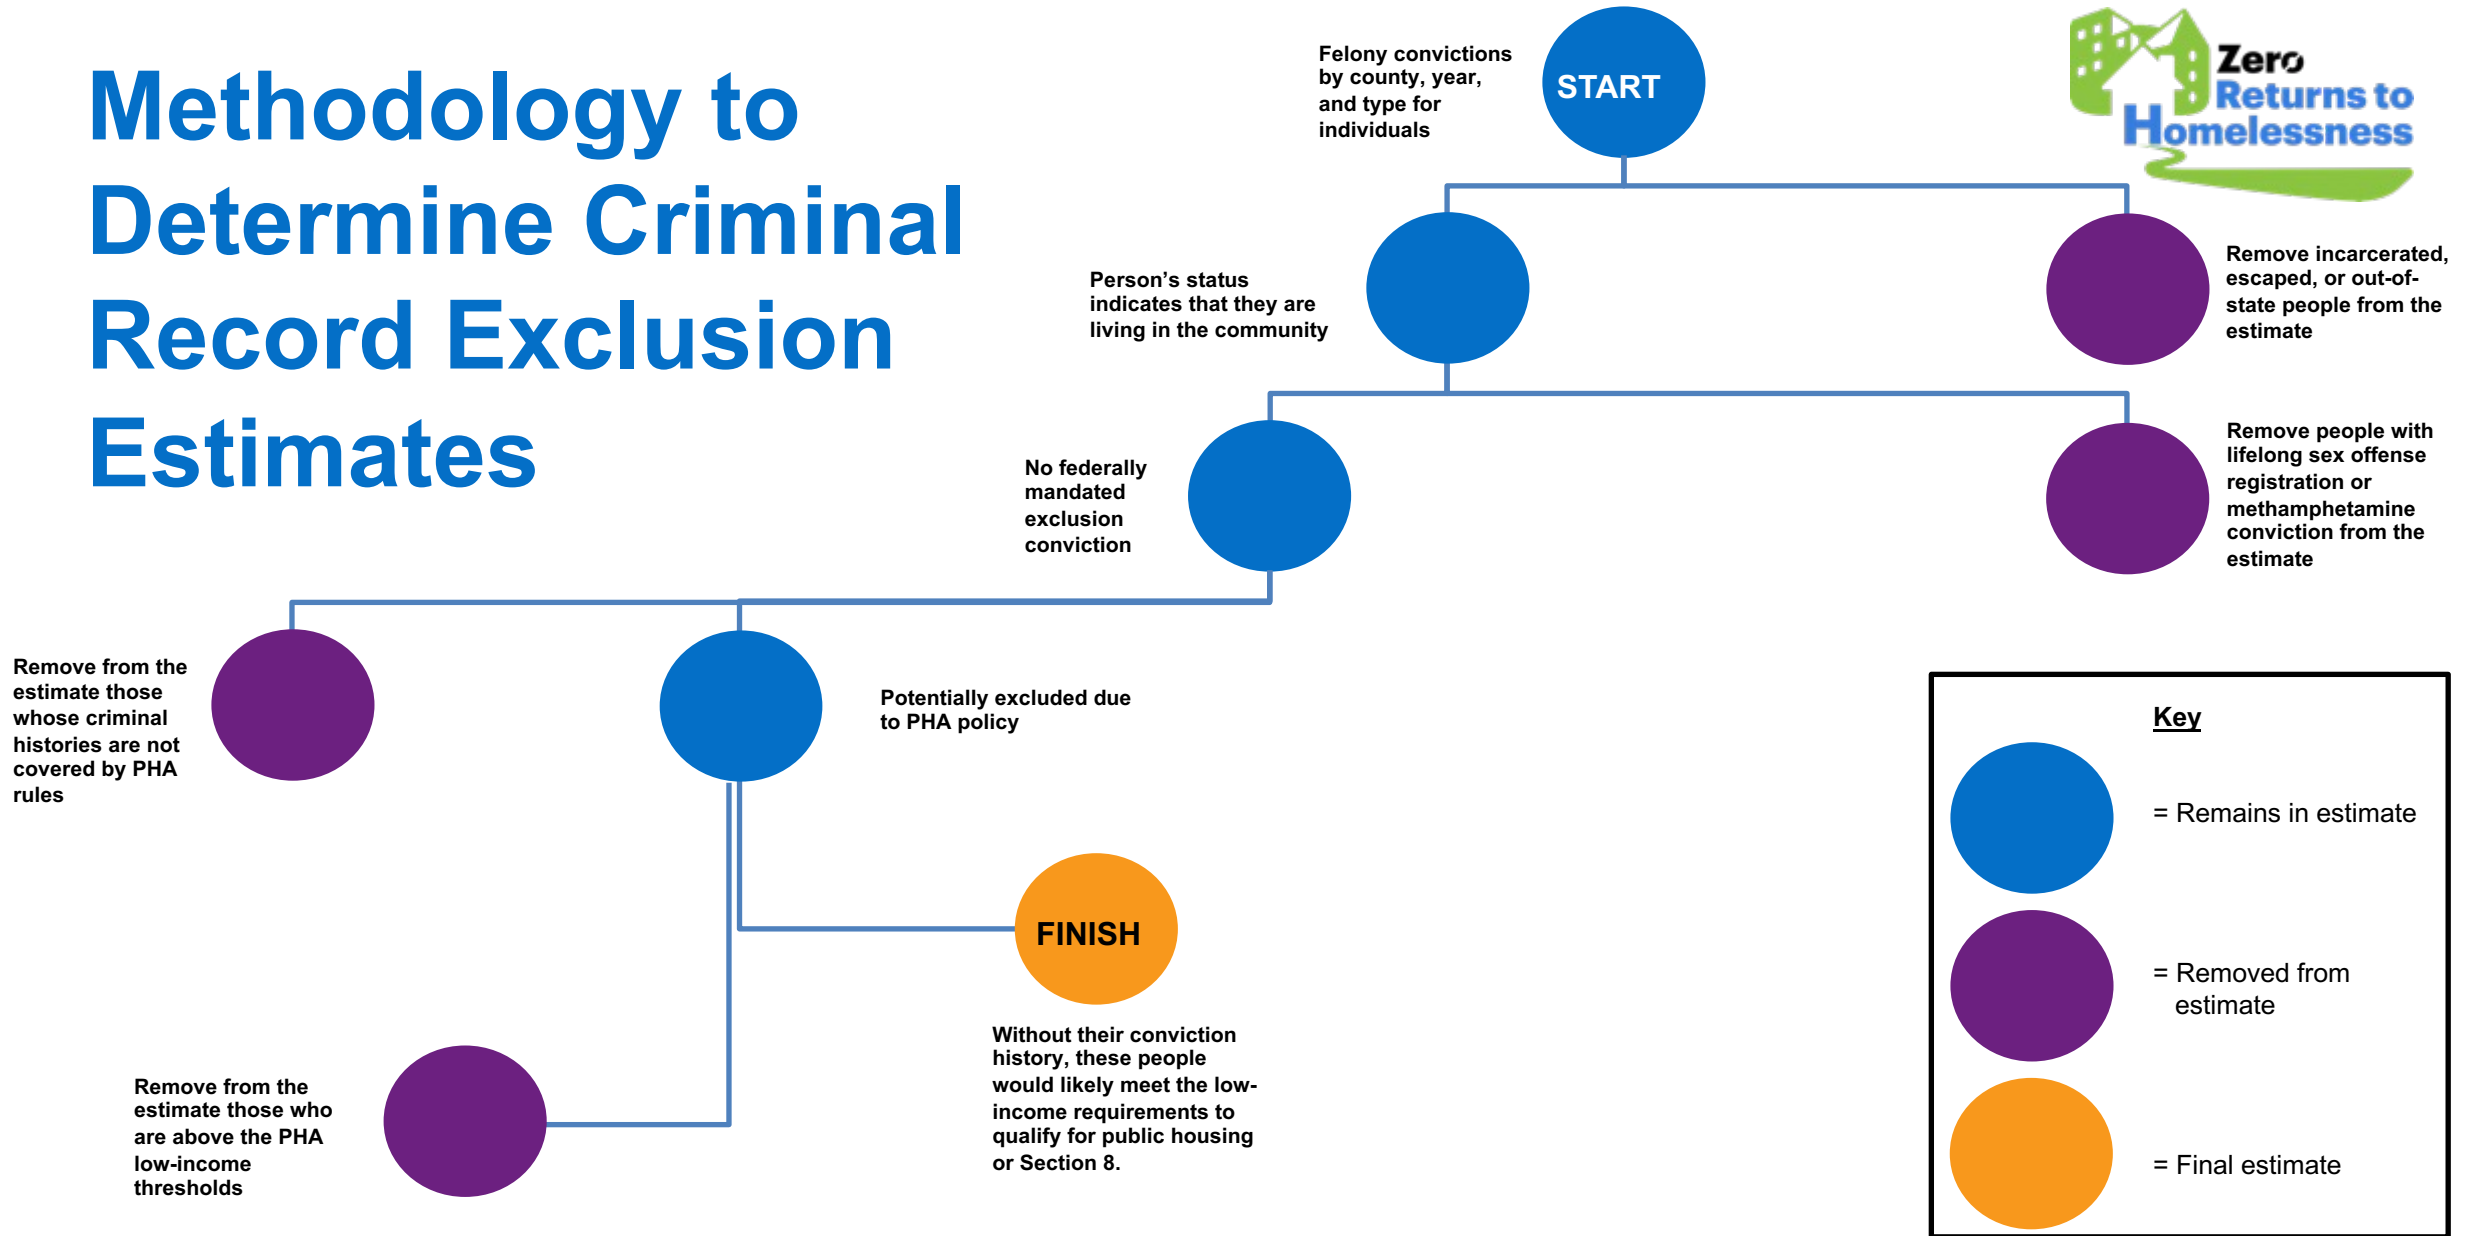 Methodology to
Determine Criminal
Record Exclusion
Estimates
Felony convictions
by county, year,
and type for
individuals
START
Zero
Returns to
Homelessness
Person’s status
indicates that they are
living in the community
Remove incarcerated,
escaped, or out-of-
state people from the
estimate
No federally
mandated
exclusion
conviction
Remove people with
lifelong sex offense
registration or
methamphetamine
conviction from the
estimate
Remove from the
estimate those
whose criminal
histories are not
covered by PHA
rules
Potentially excluded due
to PHA policy
FINISH
Without their conviction
history, these people
would likely meet the low-
income requirements to
qualify for public housing
or Section 8.
Remove from the
estimate those who
are above the PHA
low-income
thresholds
Key
= Remains in estimate
= Removed from
estimate
= Final estimate